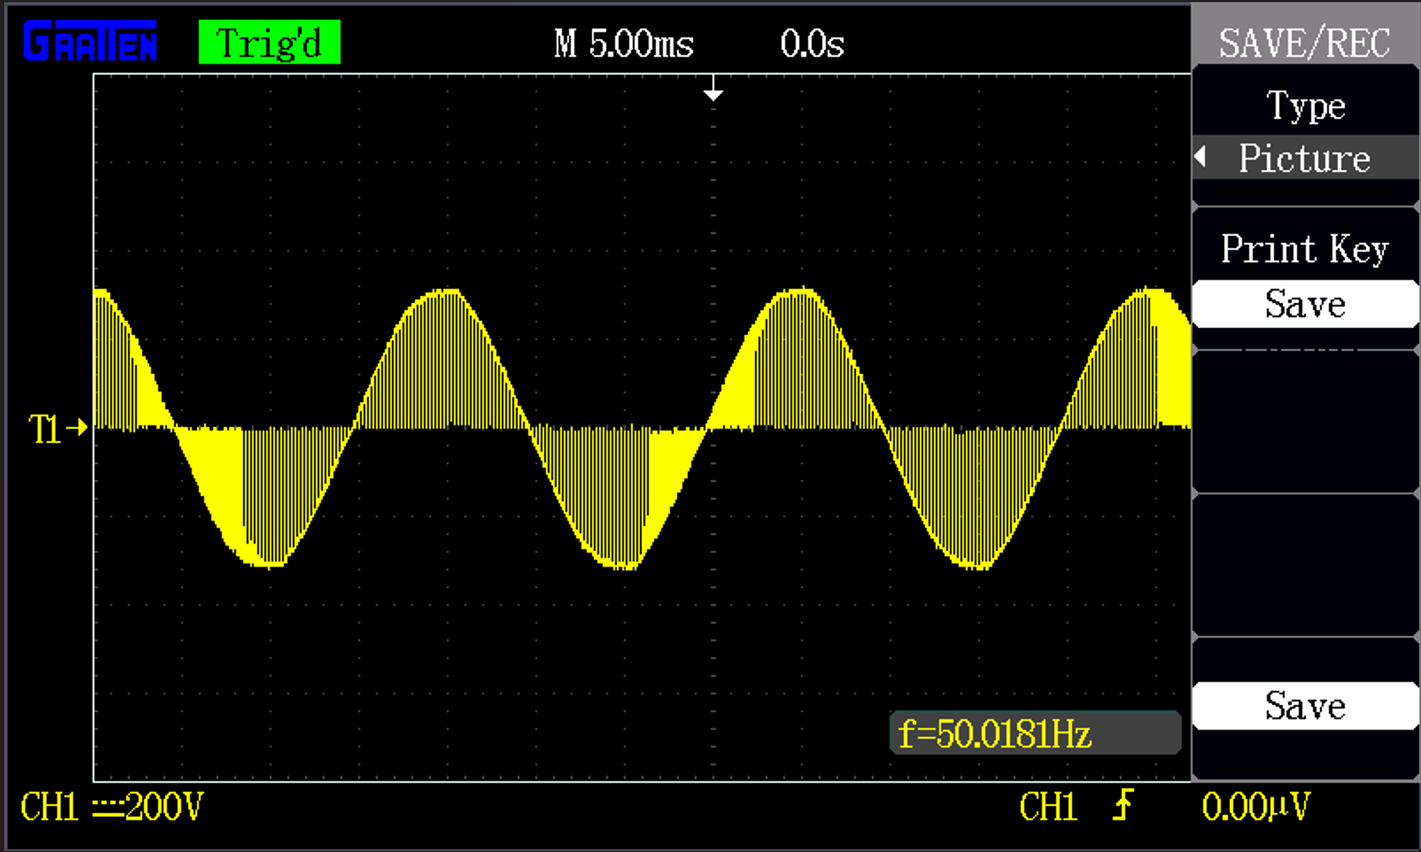 GRATTEN Trig'd M 5.00ms 0.0s SAVE/REC
Type
Picture
Print Key
Save
T1
Save
f=50.0181Hz
CH1 200V CH1 0.00µV